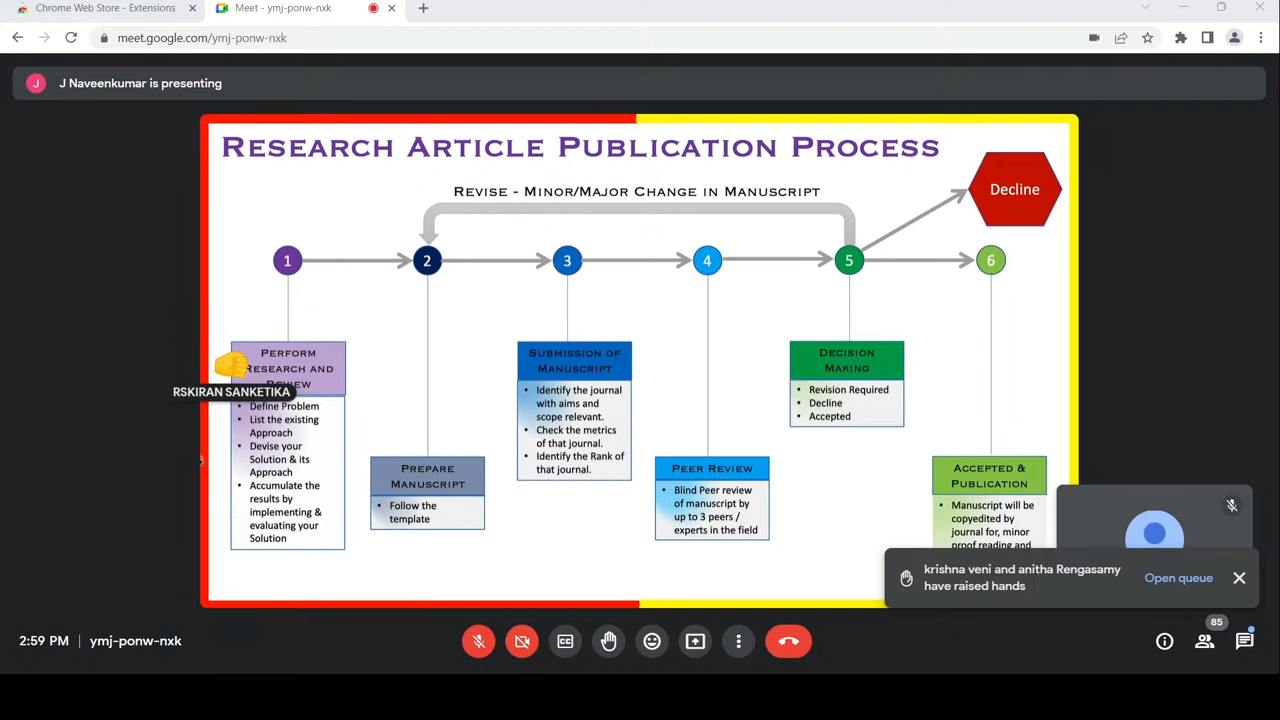 Chrome Web Store - Extensions
Meet - ymj-ponw-nxk
meet.google.com/ymj-ponw-nxk
J
J Naveenkumar is presenting
RESEARCH ARTICLE PUBLICATION PROCESS
REVISE - MINOR/MAJOR CHANGE IN MANUSCRIPT
Decline
1
2
3
4
5
6
PERFORM
RESEARCH AND
REVIEW
RSKIRAN SANKETIKA
• Define Problem
• List the existing
Approach
• Devise your
Solution & its
Approach
• Accumulate the
results by
implementing &
evaluating your
Solution
PREPARE
MANUSCRIPT
• Follow the
template
SUBMISSION OF
MANUSCRIPT
• Identify the journal
with aims and
scope relevant.
• Check the metrics
of that journal.
• Identify the Rank of
that journal.
PEER REVIEW
• Blind Peer review
of manuscript by
up to 3 peers /
experts in the field
DECISION
MAKING
• Revision Required
• Decline
• Accepted
ACCEPTED &
PUBLICATION
• Manuscript will be
copyedited by
journal for, minor
proof reading and
krishna veni and anitha Rengasamy
have raised hands
Open queue
2:59 PM
ymj-ponw-nxk
85